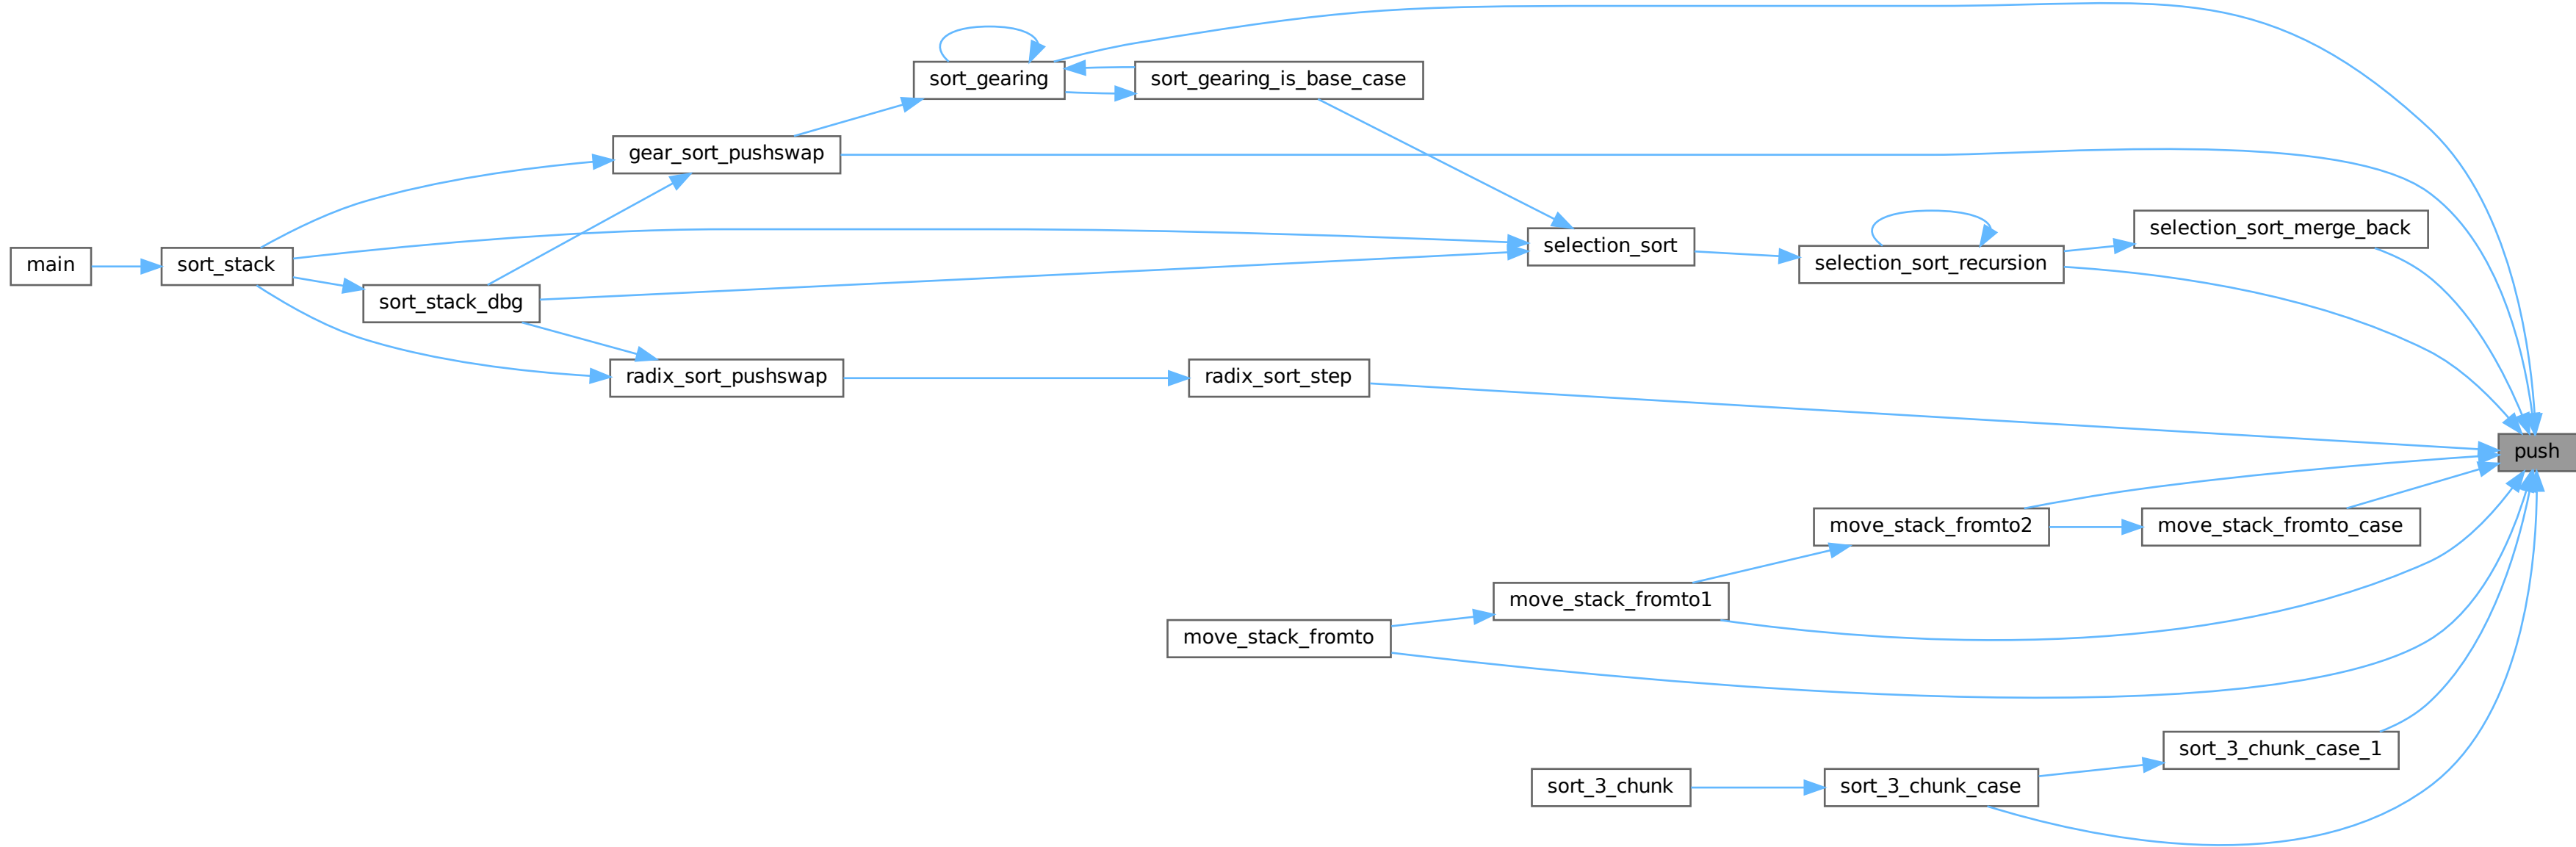 sort_gearing
sort_gearing_is_base_case
gear_sort_pushswap
selection_sort_merge_back
selection_sort
main
sort_stack
selection_sort_recursion
sort_stack_dbg
radix_sort_pushswap
radix_sort_step
push
move_stack_fromto2
move_stack_fromto_case
move_stack_fromto1
move_stack_fromto
sort_3_chunk_case_1
sort_3_chunk
sort_3_chunk_case